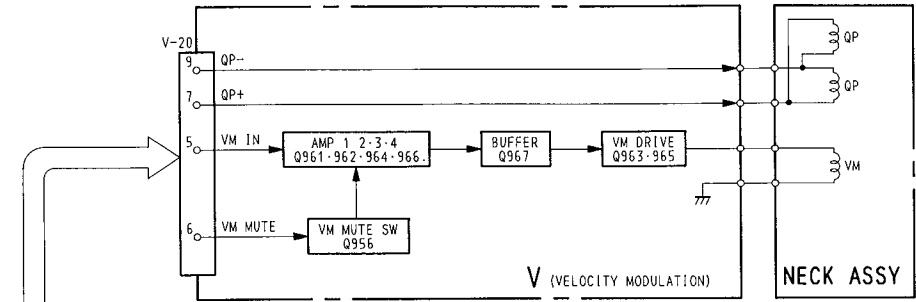 V-20
9 QP-
QP
7 QP+
QP
5 VM IN
AMP 1 2·3·4
Q961·962·964·966.
BUFFER
Q967
VM DRIVE
Q963·965
VM
6 VM MUTE
VM MUTE SW
Q956
V (VELOCITY MODULATION)
NECK ASSY